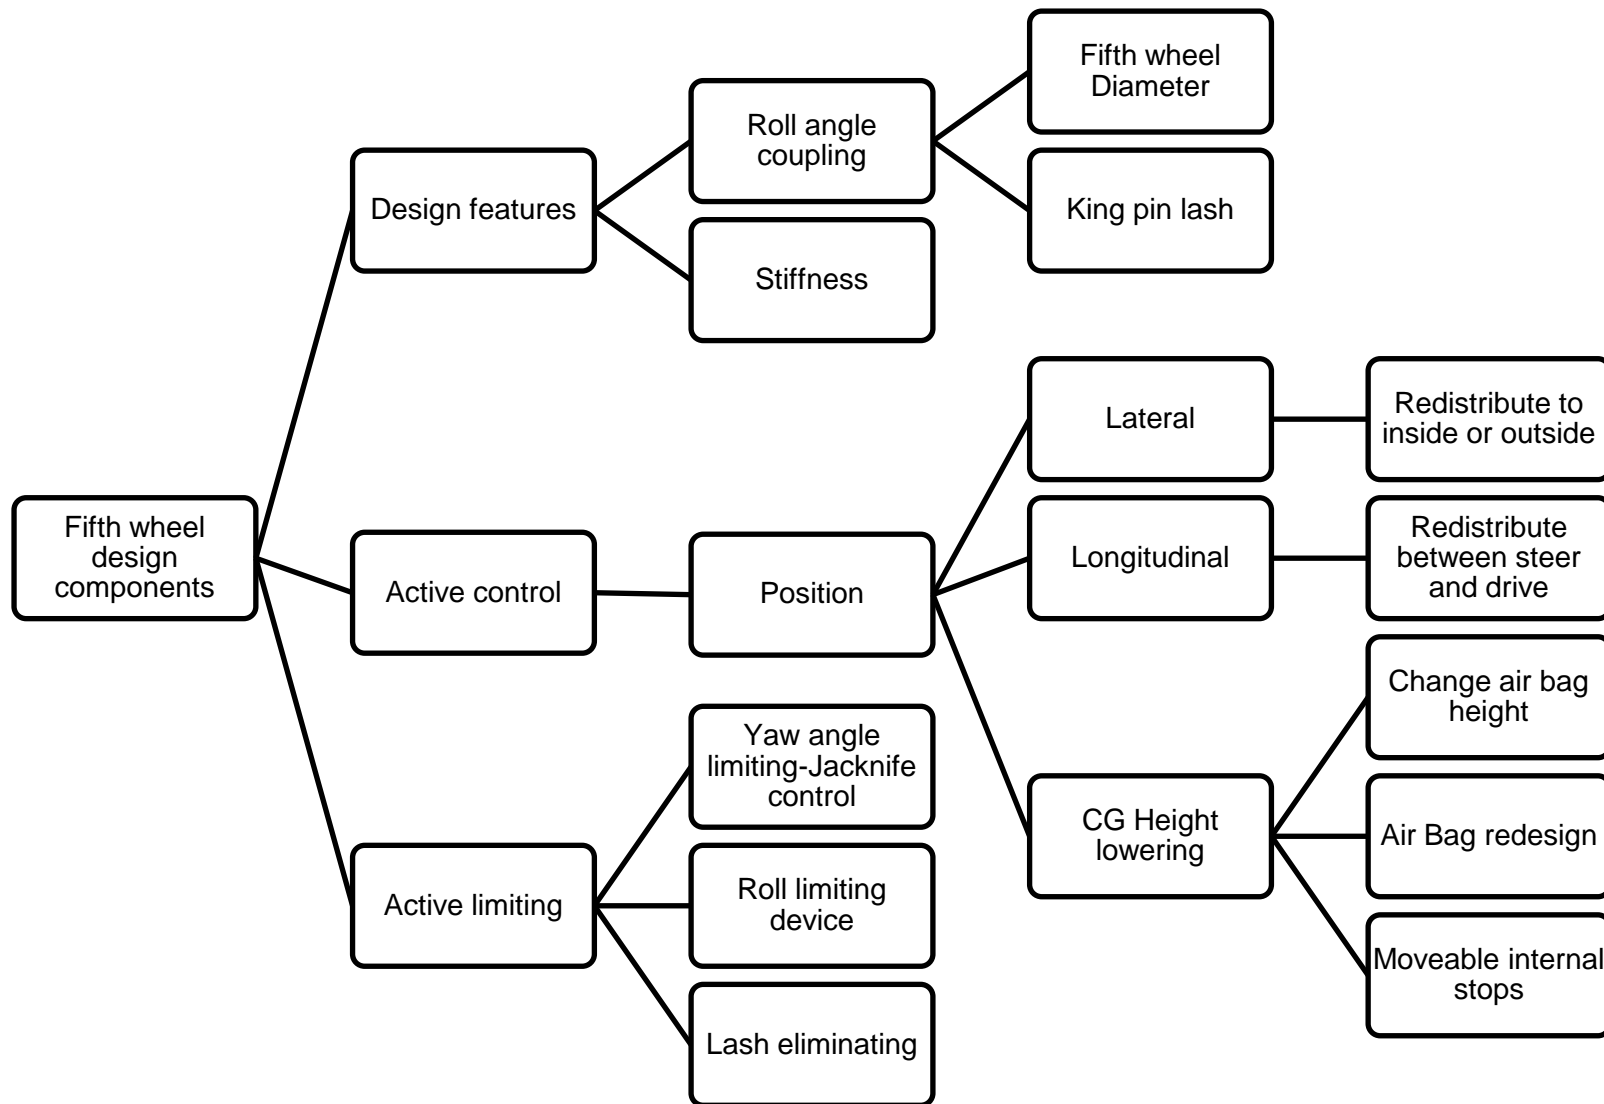 Fifth wheel
design
components
Design features
Roll angle
coupling
Fifth wheel
Diameter
King pin lash
Stiffness
Active control
Position
Lateral
Redistribute to
inside or outside
Longitudinal
Redistribute
between steer
and drive
CG Height
lowering
Change air bag
height
Air Bag redesign
Moveable internal
stops
Active limiting
Yaw angle
limiting-Jacknife
control
Roll limiting
device
Lash eliminating